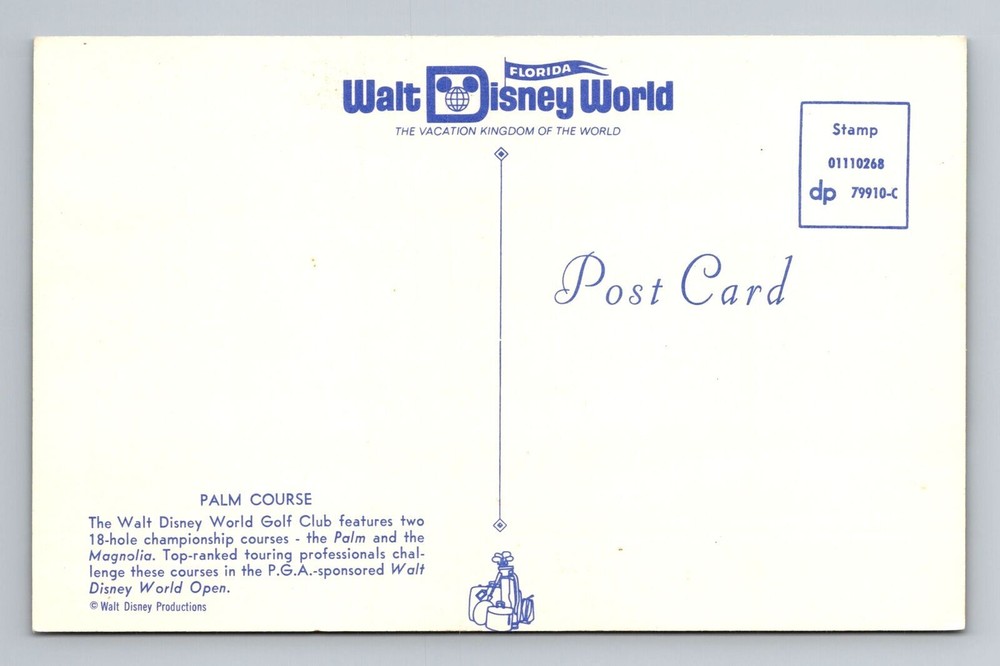 FLORIDA
Walt Disney World
THE VACATION KINGDOM OF THE WORLD
Stamp
01110268
dp 79910-C
Post Card
PALM COURSE
The Walt Disney World Golf Club features two
18-hole championship courses - the Palm and the
Magnolia. Top-ranked touring professionals chal-
lenge these courses in the P.G.A.-sponsored Walt
Disney World Open.
© Walt Disney Productions